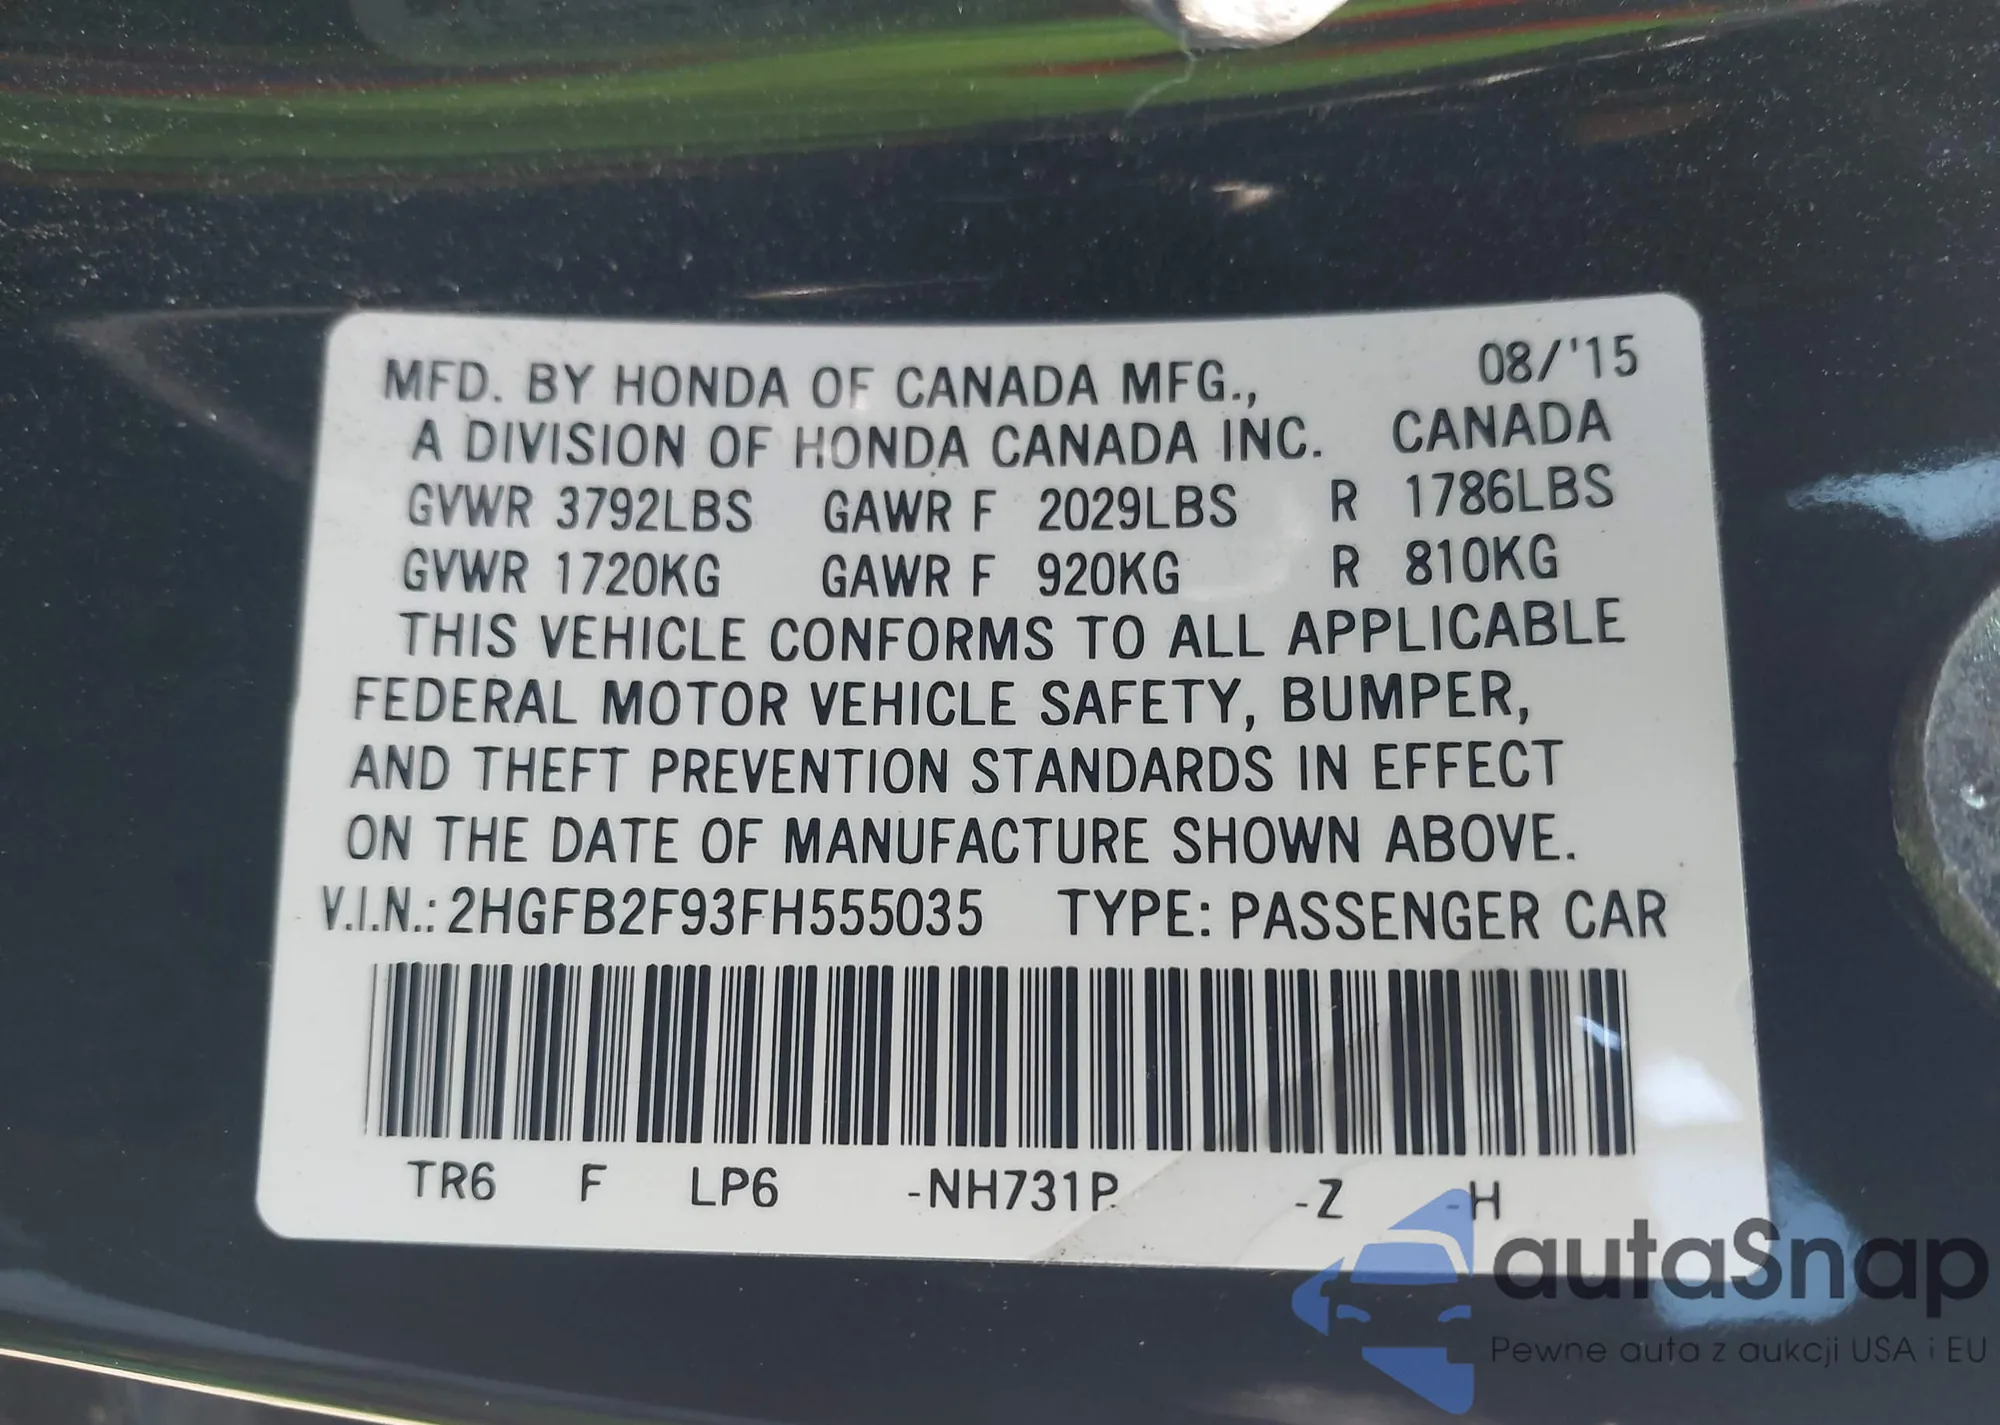 MFD. BY HONDA OF CANADA MFG., 08/'15
A DIVISION OF HONDA CANADA INC. CANADA
GVWR 3792LBS GAWR F 2029LBS R 1786LBS
GVWR 1720KG GAWR F 920KG R 810KG
THIS VEHICLE CONFORMS TO ALL APPLICABLE
FEDERAL MOTOR VEHICLE SAFETY, BUMPER,
AND THEFT PREVENTION STANDARDS IN EFFECT
ON THE DATE OF MANUFACTURE SHOWN ABOVE.
V.I.N.: 2HGFB2F93FH555035 TYPE: PASSENGER CAR
TR6 F LP6 -NH731P -Z -H
autaSnap
Pewne auta z aukcji USA i EU